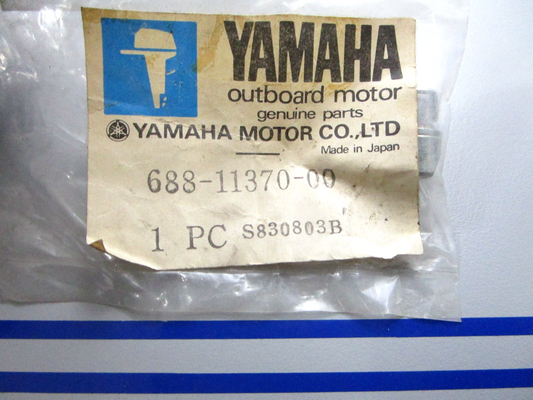 YAMAHA
outboard motor
genuine parts
YAMAHA MOTOR CO.,LTD
Made in Japan
688-11370-00
1 PC S830803B